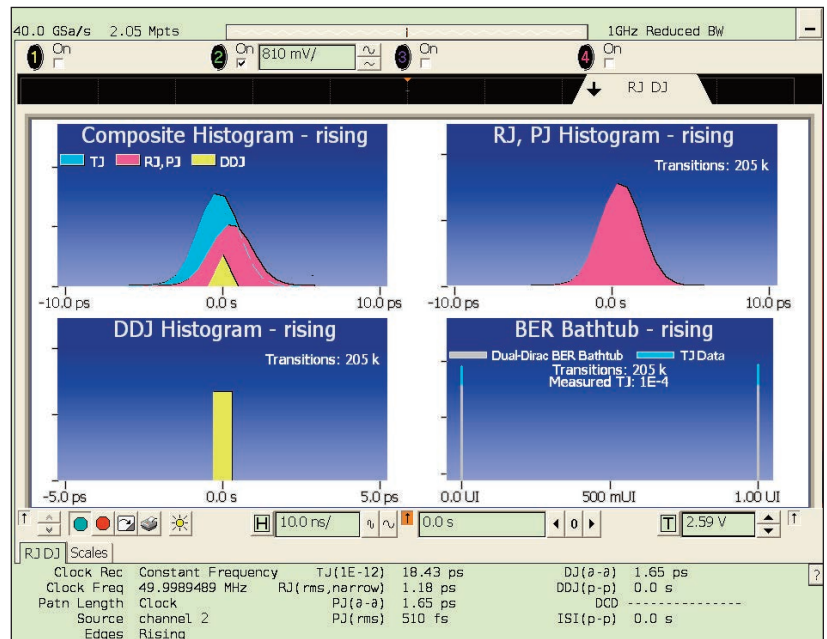 40.0 GSa/s 2.05 Mpts 1GHz Reduced BW
1 On 2 On 810 mV/ 3 On 4 On
RJ DJ
Composite Histogram - rising
TJ RJ,PJ DDJ
-10.0 ps 0.0 s 10.0 ps
RJ, PJ Histogram - rising
Transitions: 205 k
-10.0 ps 0.0 s 10.0 ps
DDJ Histogram - rising
Transitions: 205 k
-5.0 ps 0.0 s 5.0 ps
BER Bathtub - rising
Dual-Dirac BER Bathtub TJ Data
Transitions: 205 k
Measured TJ: 1E-4
0.0 UI 500 mUI 1.00 UI
H 10.0 ns/ 0.0 s 0 T 2.59 V
RJDJ Scales
Clock Rec Constant Frequency TJ(1E-12) 18.43 ps DJ(∂-∂) 1.65 ps ?
Clock Freq 49.9989489 MHz RJ(rms,narrow) 1.18 ps DDJ(p-p) 0.0 s
Patn Length Clock PJ(∂-∂) 1.65 ps DCD ---------------
Source channel 2 PJ(rms) 510 fs ISI(p-p) 0.0 s
Edges Rising